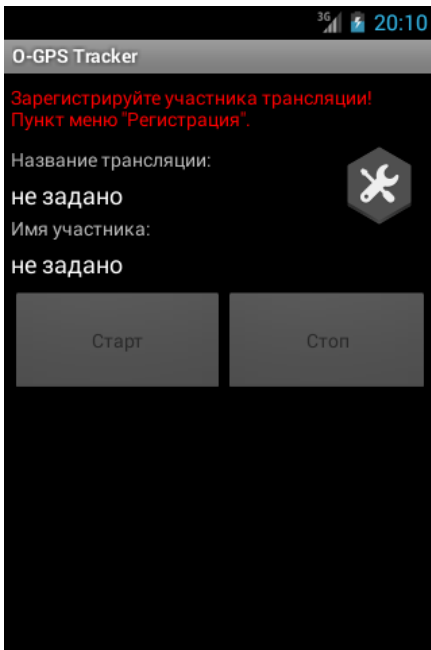 3G 20:10
O-GPS Tracker
Зарегистрируйте участника трансляции!
Пункт меню "Регистрация".
Название трансляции:
не задано
Имя участника:
не задано
Старт Стоп